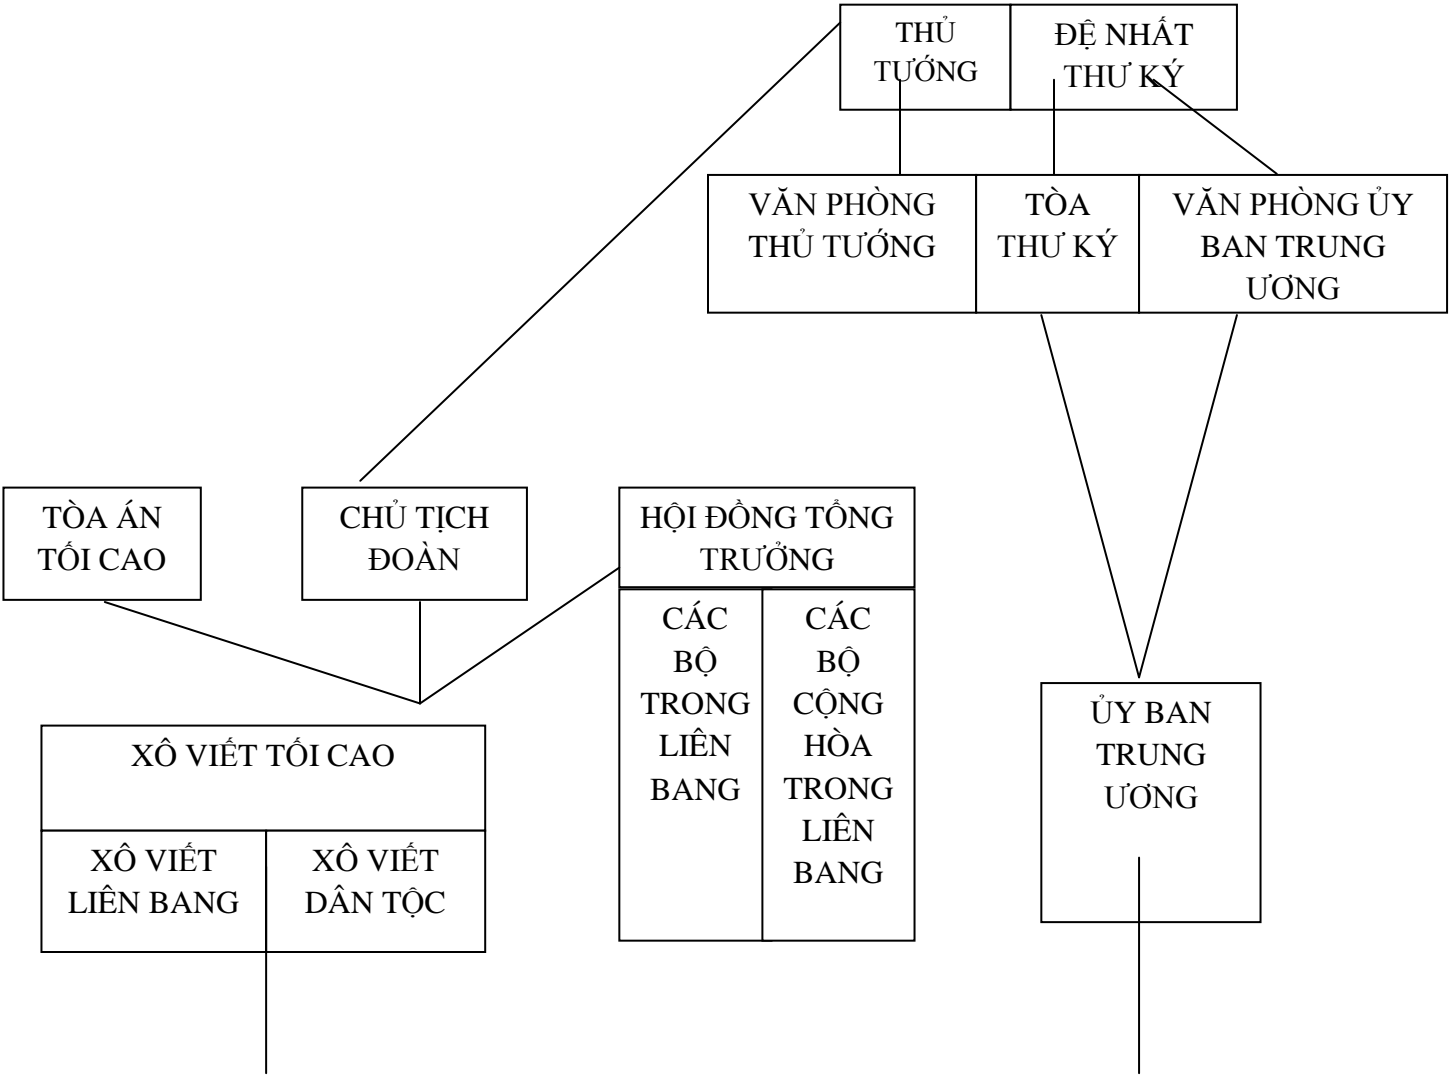 THỦ
TƯỚNG
ĐỆ NHẤT
THƯ KÝ
VĂN PHÒNG
THỦ TƯỚNG
TÒA
THƯ KÝ
VĂN PHÒNG ỦY
BAN TRUNG
ƯƠNG
TÒA ÁN
TỐI CAO
CHỦ TỊCH
ĐOÀN
HỘI ĐỒNG TỔNG
TRƯỞNG
CÁC
BỘ
TRONG
LIÊN
BANG
CÁC
BỘ
CỘNG
HÒA
TRONG
LIÊN
BANG
XÔ VIẾT TỐI CAO
XÔ VIẾT
LIÊN BANG
XÔ VIẾT
DÂN TỘC
ỦY BAN
TRUNG
ƯƠNG